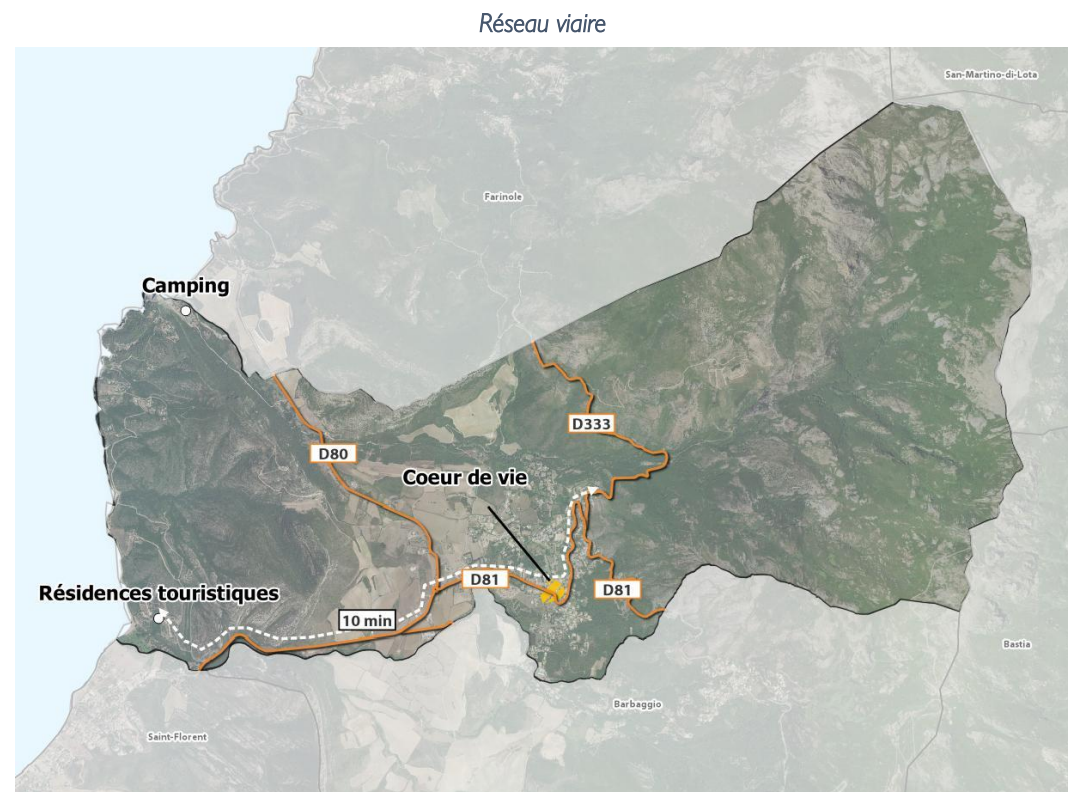 Réseau viaire
San-Martino-di-Lota
Farinole
Camping
D333
D80
Coeur de vie
D81
D81
Résidences touristiques
10 min
Bastia
Barbaggio
Saint-Florent